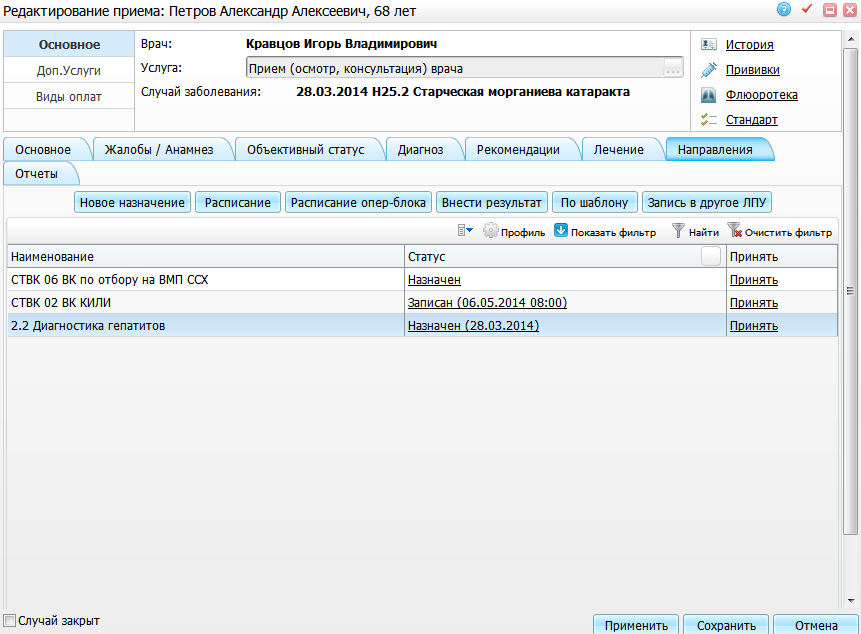 Редактирование приема: Петров Александр Алексеевич, 68 лет
Основное
Доп.Услуги
Виды оплат
Врач: Кравцов Игорь Владимирович
Услуга: Прием (осмотр, консультация) врача ...
Случай заболевания: 28.03.2014 H25.2 Старческая морганиева катаракта
История
Прививки
Флюоротека
Стандарт
Основное Жалобы / Анамнез Объективный статус Диагноз Рекомендации Лечение Направления
Отчеты
Новое назначение Расписание Расписание опер-блока Внести результат По шаблону Запись в другое ЛПУ
Профиль Показать фильтр Найти Очистить фильтр
Наименование Статус Принять
СТВК 06 ВК по отбору на ВМП ССХ Назначен Принять
СТВК 02 ВК КИЛИ Записан (06.05.2014 08:00) Принять
2.2 Диагностика гепатитов Назначен (28.03.2014) Принять
Случай закрыт
Применить Сохранить Отмена